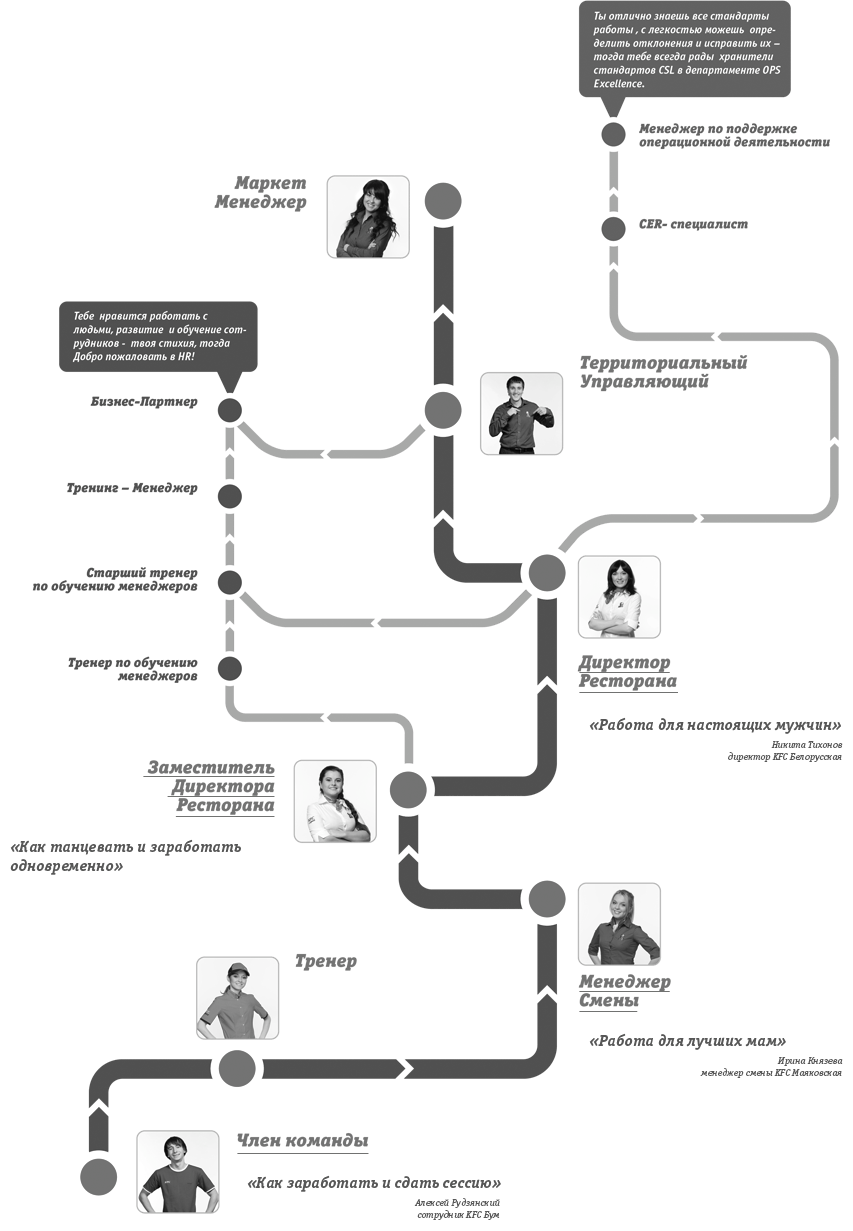 Ты отлично знаешь все стандарты
работы , с легкостью можешь опре-
делить отклонения и исправить их –
тогда тебе всегда рады хранители
стандартов CSL в департаменте OPS
Excellence.
Менеджер по поддержке
операционной деятельности
Маркет
Менеджер
CER- специалист
Тебе нравится работать с
людьми, развитие и обучение сот-
рудников - твоя стихия, тогда
Добро пожаловать в HR!
Территориальный
Управляющий
Бизнес-Партнер
Тренинг – Менеджер
Старший тренер
по обучению менеджеров
Тренер по обучению
менеджеров
Директор
Ресторана
«Работа для настоящих мужчин»
Никита Тихонов
директор KFC Белорусская
Заместитель
Директора
Ресторана
«Как танцевать и заработать
одновременно»
Тренер
Менеджер
Смены
«Работа для лучших мам»
Ирина Князева
менеджер смены KFC Маяковская
Член команды
«Как заработать и сдать сессию»
Алексей Рудзянский
сотрудник KFC Бум